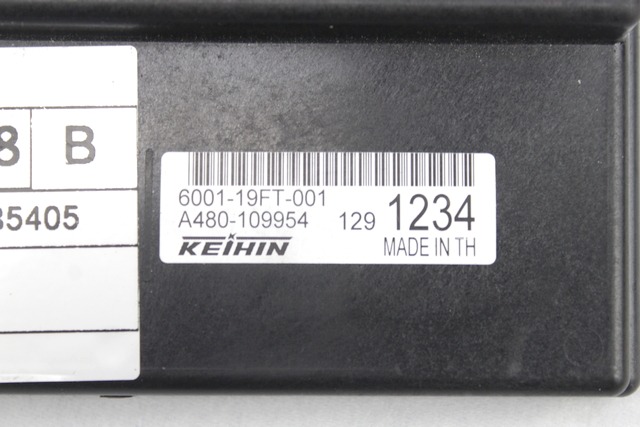 8 B
35405
6001-19FT-001
A480-109954 129 1234
KEIHIN MADE IN TH